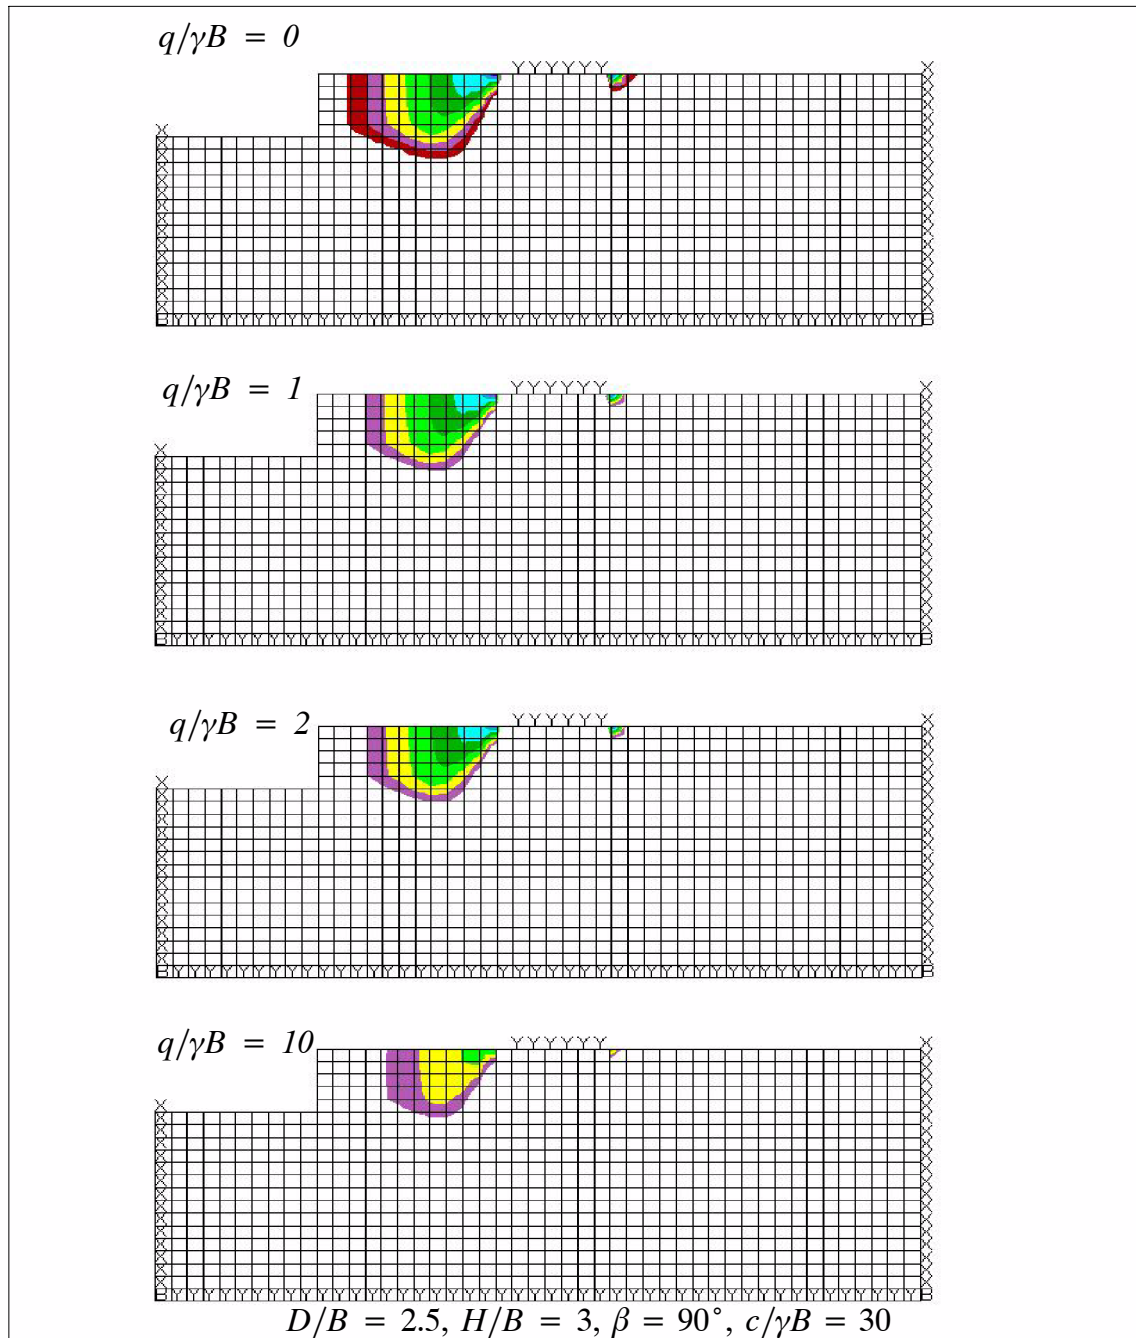 q/γB = 0
q/γB = 1
q/γB = 2
q/γB = 10
D/B = 2.5, H/B = 3, β = 90°, c/γB = 30